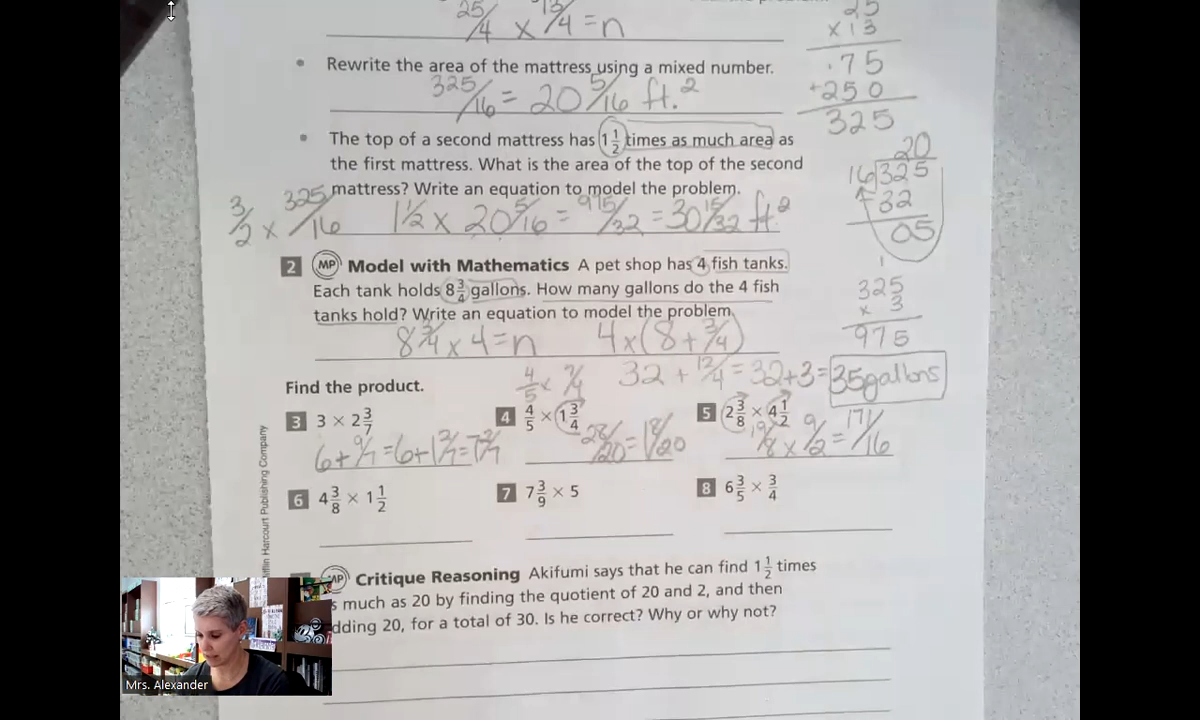 25/4 × 13/4 = n
25
× 13
75
+250
325
• Rewrite the area of the mattress using a mixed number.
325/16 = 20 5/16 ft.²
• The top of a second mattress has 1 1/2 times as much area as
the first mattress. What is the area of the top of the second
mattress? Write an equation to model the problem.
3/2 × 325/16 1 1/2 × 20 5/16 = 975/32 = 30 15/32 ft²
20
16 325
32
05
2 MP Model with Mathematics A pet shop has 4 fish tanks.
Each tank holds 8 3/4 gallons. How many gallons do the 4 fish
tanks hold? Write an equation to model the problem.
1
325
× 3
975
8 3/4 × 4 = n 4 × (8 + 3/4)
32 + 12/4 = 32 + 3 = 35 gallons
Find the product.
4/5 × 7/4
3 3 × 2 3/7
6 + 9/7 = 6 + 1 2/7 = 7 2/7
4 4/5 × 1 3/4
28/20 = 1 8/20
5 2 3/8 × 4 1/2
19/8 × 9/2 = 171/16
6 4 3/8 × 1 1/2
7 7 3/9 × 5
8 6 3/5 × 3/4
MP Critique Reasoning Akifumi says that he can find 1 1/2 times
s much as 20 by finding the quotient of 20 and 2, and then
dding 20, for a total of 30. Is he correct? Why or why not?
Harcourt Publishing Company
Mrs. Alexander